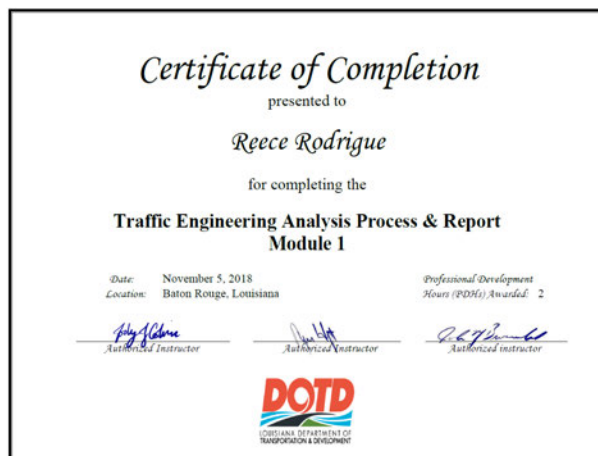 Certificate of Completion
presented to
Reece Rodrigue
for completing the
Traffic Engineering Analysis Process & Report
Module 1
Date: November 5, 2018
Location: Baton Rouge, Louisiana
Professional Development
Hours (PDHs) Awarded: 2
Authorized Instructor
Authorized Instructor
Authorized instructor
DOTD
LOUISIANA DEPARTMENT OF
TRANSPORTATION & DEVELOPMENT